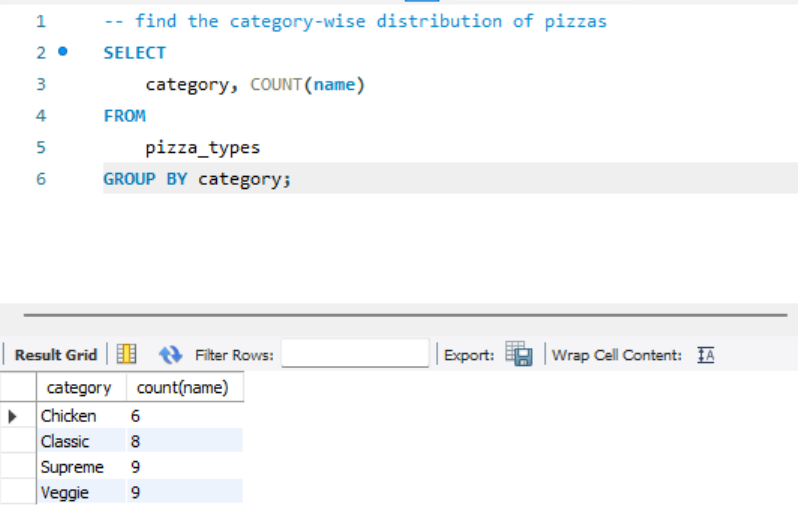 1 -- find the category-wise distribution of pizzas
2 SELECT
3 category, COUNT(name)
4 FROM
5 pizza_types
6 GROUP BY category;
Result Grid Filter Rows: Export: Wrap Cell Content: IA
category count(name)
Chicken 6
Classic 8
Supreme 9
Veggie 9